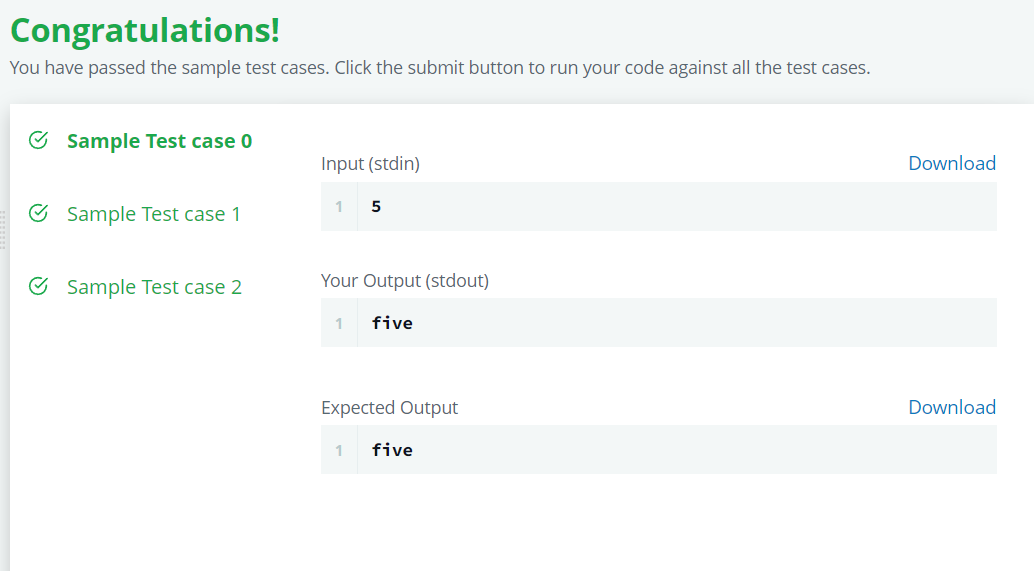 Congratulations!
You have passed the sample test cases. Click the submit button to run your code against all the test cases.
Sample Test case 0
Sample Test case 1
Sample Test case 2
Input (stdin)
Download
1 5
Your Output (stdout)
1 five
Expected Output
Download
1 five